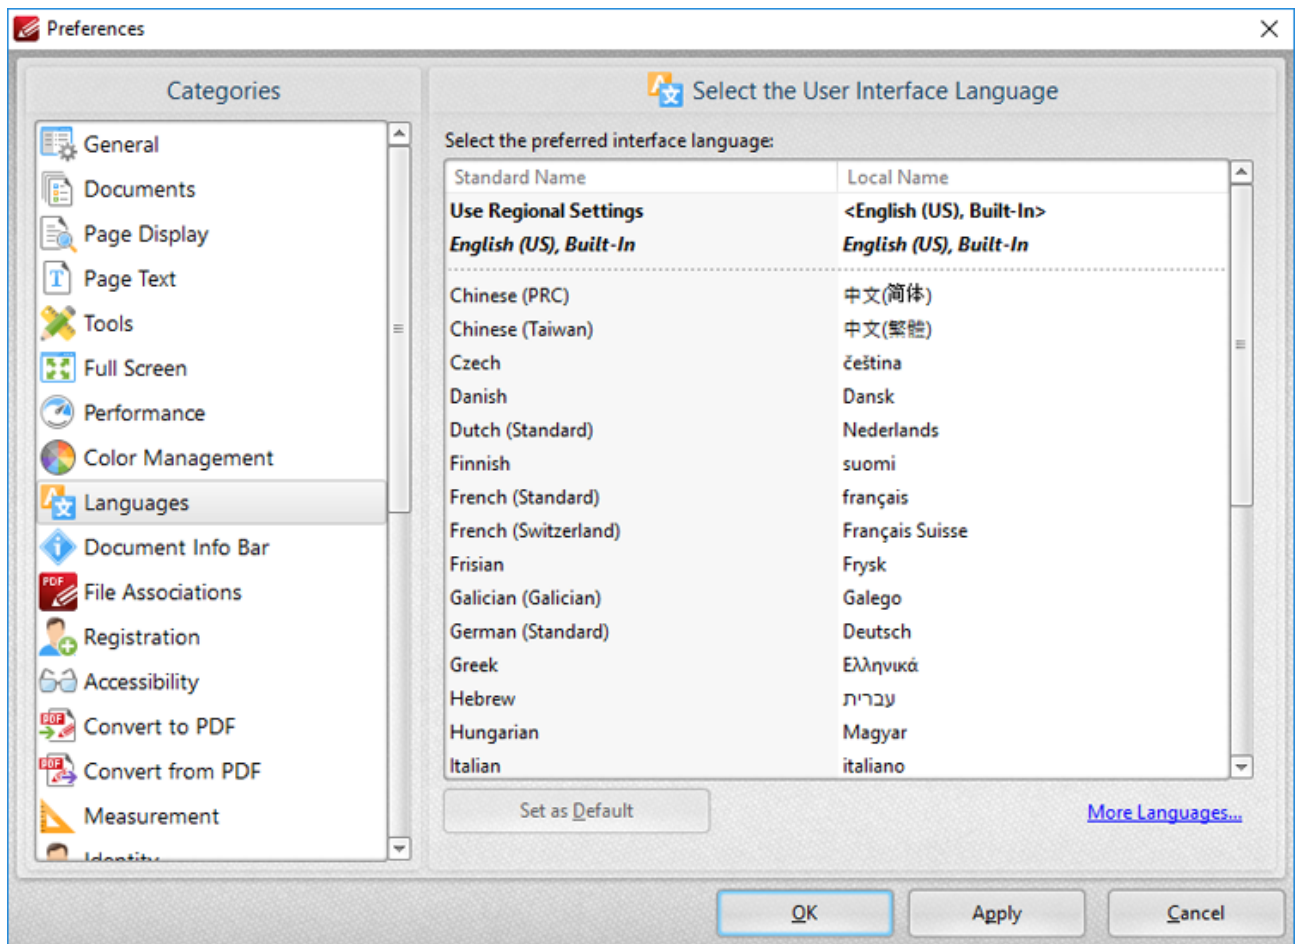 Preferences
Categories
General
Documents
Page Display
Page Text
Tools
Full Screen
Performance
Color Management
Languages
Document Info Bar
File Associations
Registration
Accessibility
Convert to PDF
Convert from PDF
Measurement
Identity
Select the User Interface Language
Select the preferred interface language:
Standard Name Local Name
Use Regional Settings <English (US), Built-In>
English (US), Built-In English (US), Built-In
Chinese (PRC) 中文(简体)
Chinese (Taiwan) 中文(繁體)
Czech čeština
Danish Dansk
Dutch (Standard) Nederlands
Finnish suomi
French (Standard) français
French (Switzerland) Français Suisse
Frisian Frysk
Galician (Galician) Galego
German (Standard) Deutsch
Greek Ελληνικά
Hebrew עברית
Hungarian Magyar
Italian italiano
Set as Default More Languages...
OK Apply Cancel